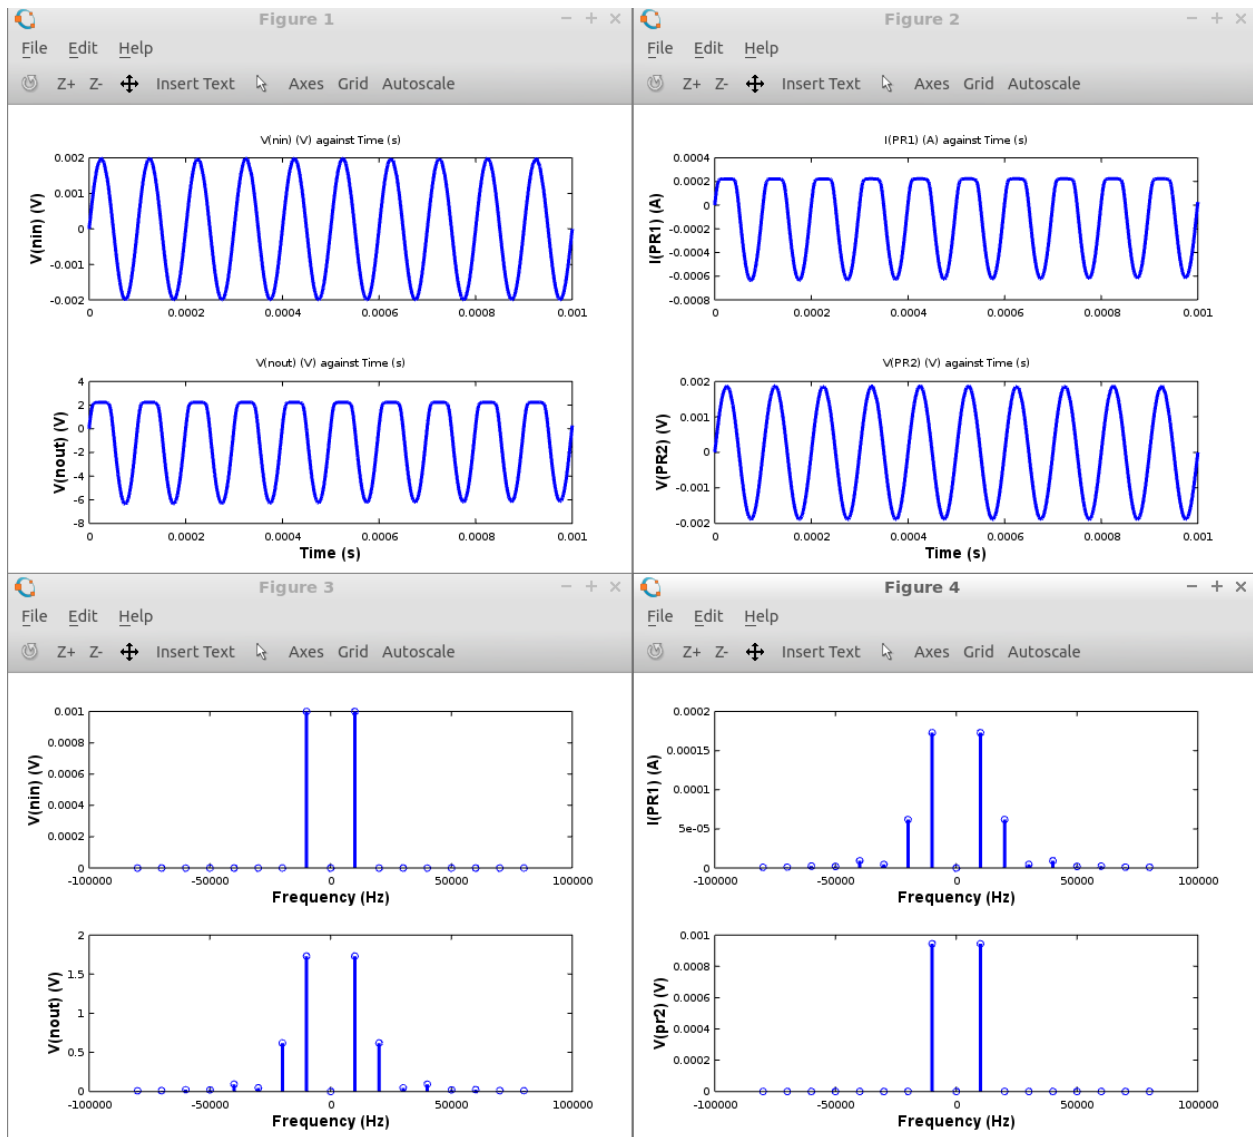 Figure 1
File Edit Help
Z+ Z- Insert Text Axes Grid Autoscale
V(nin) (V) against Time (s)
V(nin) (V)
0.002
0.001
0
-0.001
-0.002
0 0.0002 0.0004 0.0006 0.0008 0.001
V(nout) (V) against Time (s)
V(nout) (V)
4
2
0
-2
-4
-6
-8
0 0.0002 0.0004 0.0006 0.0008 0.001
Time (s)
Figure 2
File Edit Help
Z+ Z- Insert Text Axes Grid Autoscale
I(PR1) (A) against Time (s)
I(PR1) (A)
0.0004
0.0002
0
-0.0002
-0.0004
-0.0006
-0.0008
0 0.0002 0.0004 0.0006 0.0008 0.001
V(PR2) (V) against Time (s)
V(PR2) (V)
0.002
0.001
0
-0.001
-0.002
0 0.0002 0.0004 0.0006 0.0008 0.001
Time (s)
Figure 3
File Edit Help
Z+ Z- Insert Text Axes Grid Autoscale
V(nin) (V)
0.001
0.0008
0.0006
0.0004
0.0002
0
-100000 -50000 0 50000 100000
Frequency (Hz)
V(nout) (V)
2
1.5
1
0.5
0
-100000 -50000 0 50000 100000
Frequency (Hz)
Figure 4
File Edit Help
Z+ Z- Insert Text Axes Grid Autoscale
I(PR1) (A)
0.0002
0.00015
0.0001
5e-05
0
-100000 -50000 0 50000 100000
Frequency (Hz)
V(pr2) (V)
0.001
0.0008
0.0006
0.0004
0.0002
0
-100000 -50000 0 50000 100000
Frequency (Hz)